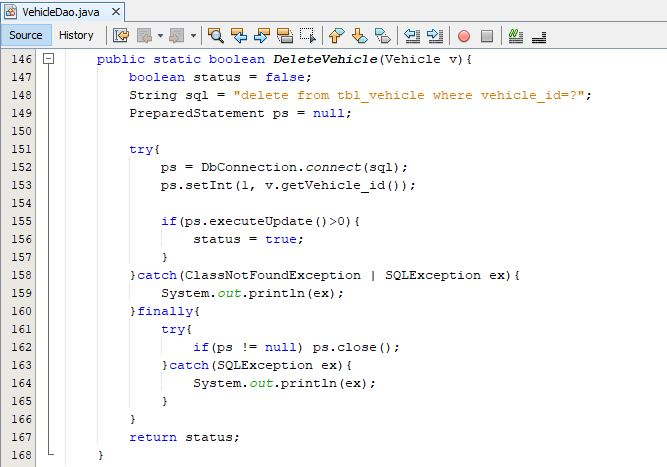 VehicleDao.java
Source History
146 public static boolean DeleteVehicle(Vehicle v){
147 boolean status = false;
148 String sql = "delete from tbl_vehicle where vehicle_id=?";
149 PreparedStatement ps = null;
150
151 try{
152 ps = DbConnection.connect(sql);
153 ps.setInt(1, v.getVehicle_id());
154
155 if(ps.executeUpdate()>0){
156 status = true;
157 }
158 }catch(ClassNotFoundException | SQLException ex){
159 System.out.println(ex);
160 }finally{
161 try{
162 if(ps != null) ps.close();
163 }catch(SQLException ex){
164 System.out.println(ex);
165 }
166 }
167 return status;
168 }